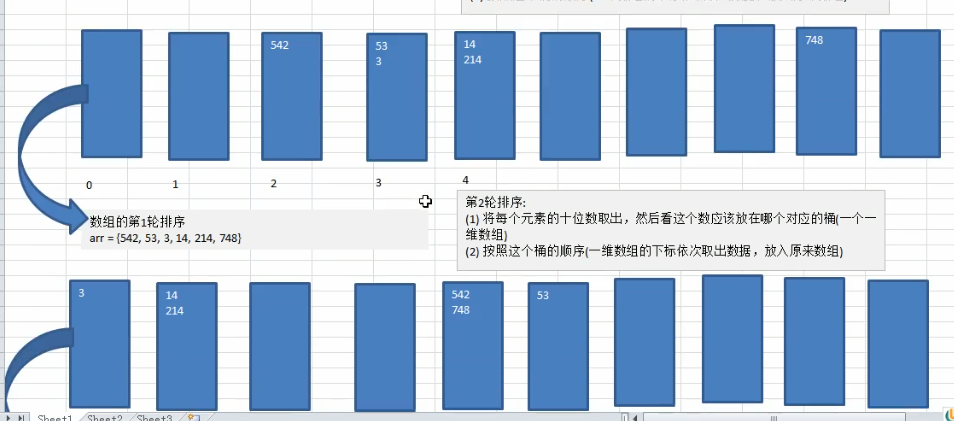 542
53
3
14
214
748
0
1
2
3
4
数组的第1轮排序
arr = {542, 53, 3, 14, 214, 748}
第2轮排序:
(1) 将每个元素的十位数取出，然后看这个数应该放在哪个对应的桶(一个一
维数组)
(2) 按照这个桶的顺序(一维数组的下标依次取出数据，放入原来数组)
3
14
214
542
748
53
Sheet1
Sheet2
Sheet3